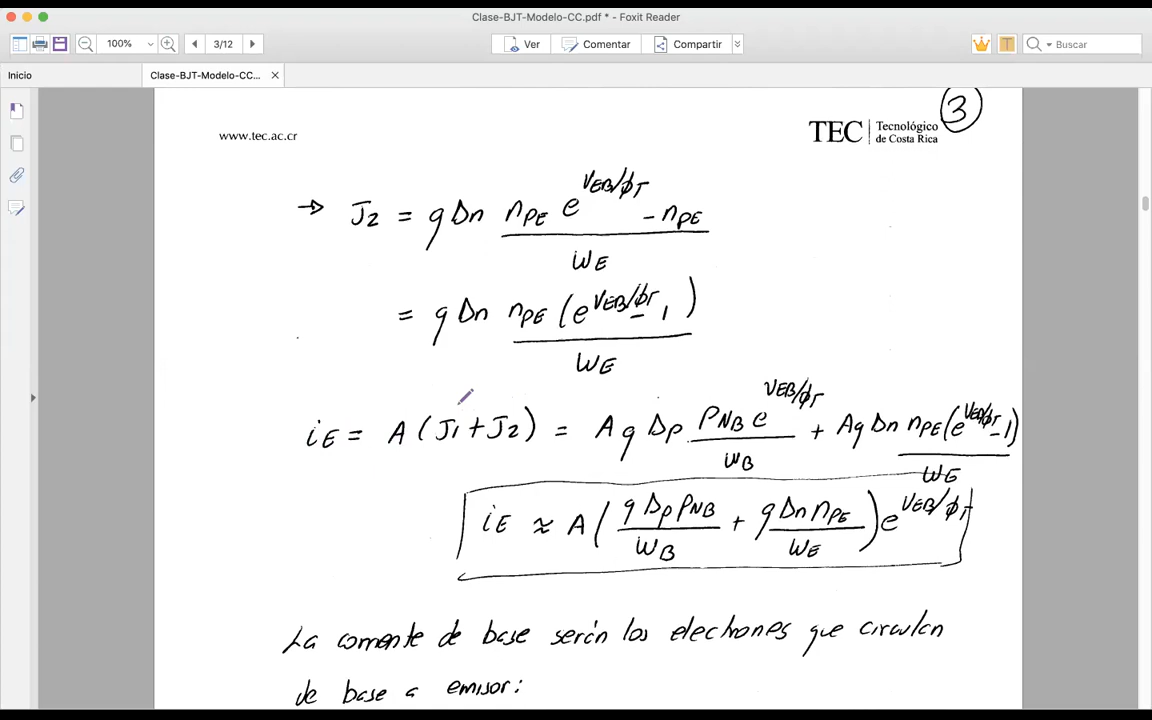 Clase-BJT-Modelo-CC.pdf * - Foxit Reader
100%
3/12
Ver
Comentar
Compartir
Buscar
Inicio
Clase-BJT-Modelo-CC...
3
www.tec.ac.cr
TEC | Tecnológico de Costa Rica
→ J2 = q Dn (nPE e^(VEB/ϕT) - nPE) / WE
= q Dn nPE (e^(VEB/ϕT) - 1) / WE
iE = A (J1 + J2) = A q Dp PNB e^(VEB/ϕT) / WB + A q Dn nPE (e^(VEB/ϕT) - 1) / WE
iE ≈ A (q Dp PNB / WB + q Dn nPE / WE) e^(VEB/ϕT)
La corriente de base serán los electrones que circulan
de base a emisor: